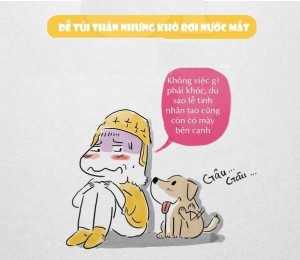 DỄ TỦI THÂN NHƯNG KHÓ RƠI NƯỚC MẮT
Không việc gì
phải khóc, dù
sao lễ tình
nhân tao cũng
còn có mày
bên cạnh
Gâu...
Gâu...